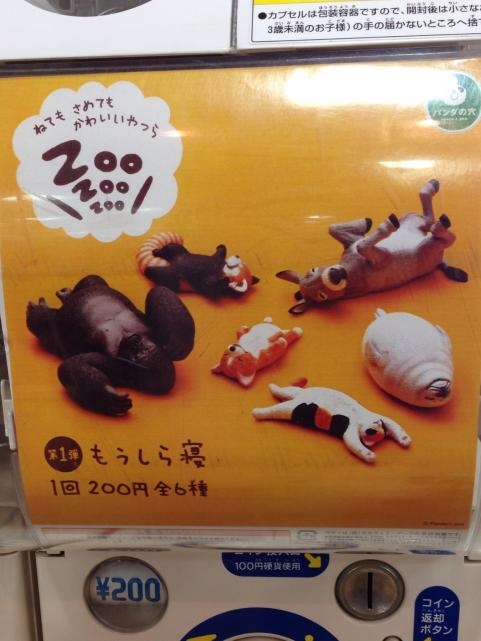 ●カプセルは包装容器ですので、開封後は小さな
3歳未満のお子様)の手の届かないところへ捨
ねても さめても
かわいいやつら
ZOO
ZOO
ZOO
パンダの穴
第1弾 もうしら寝
1回 200円 全6種
100円硬貨使用
¥200
コイン
返却
ボタン